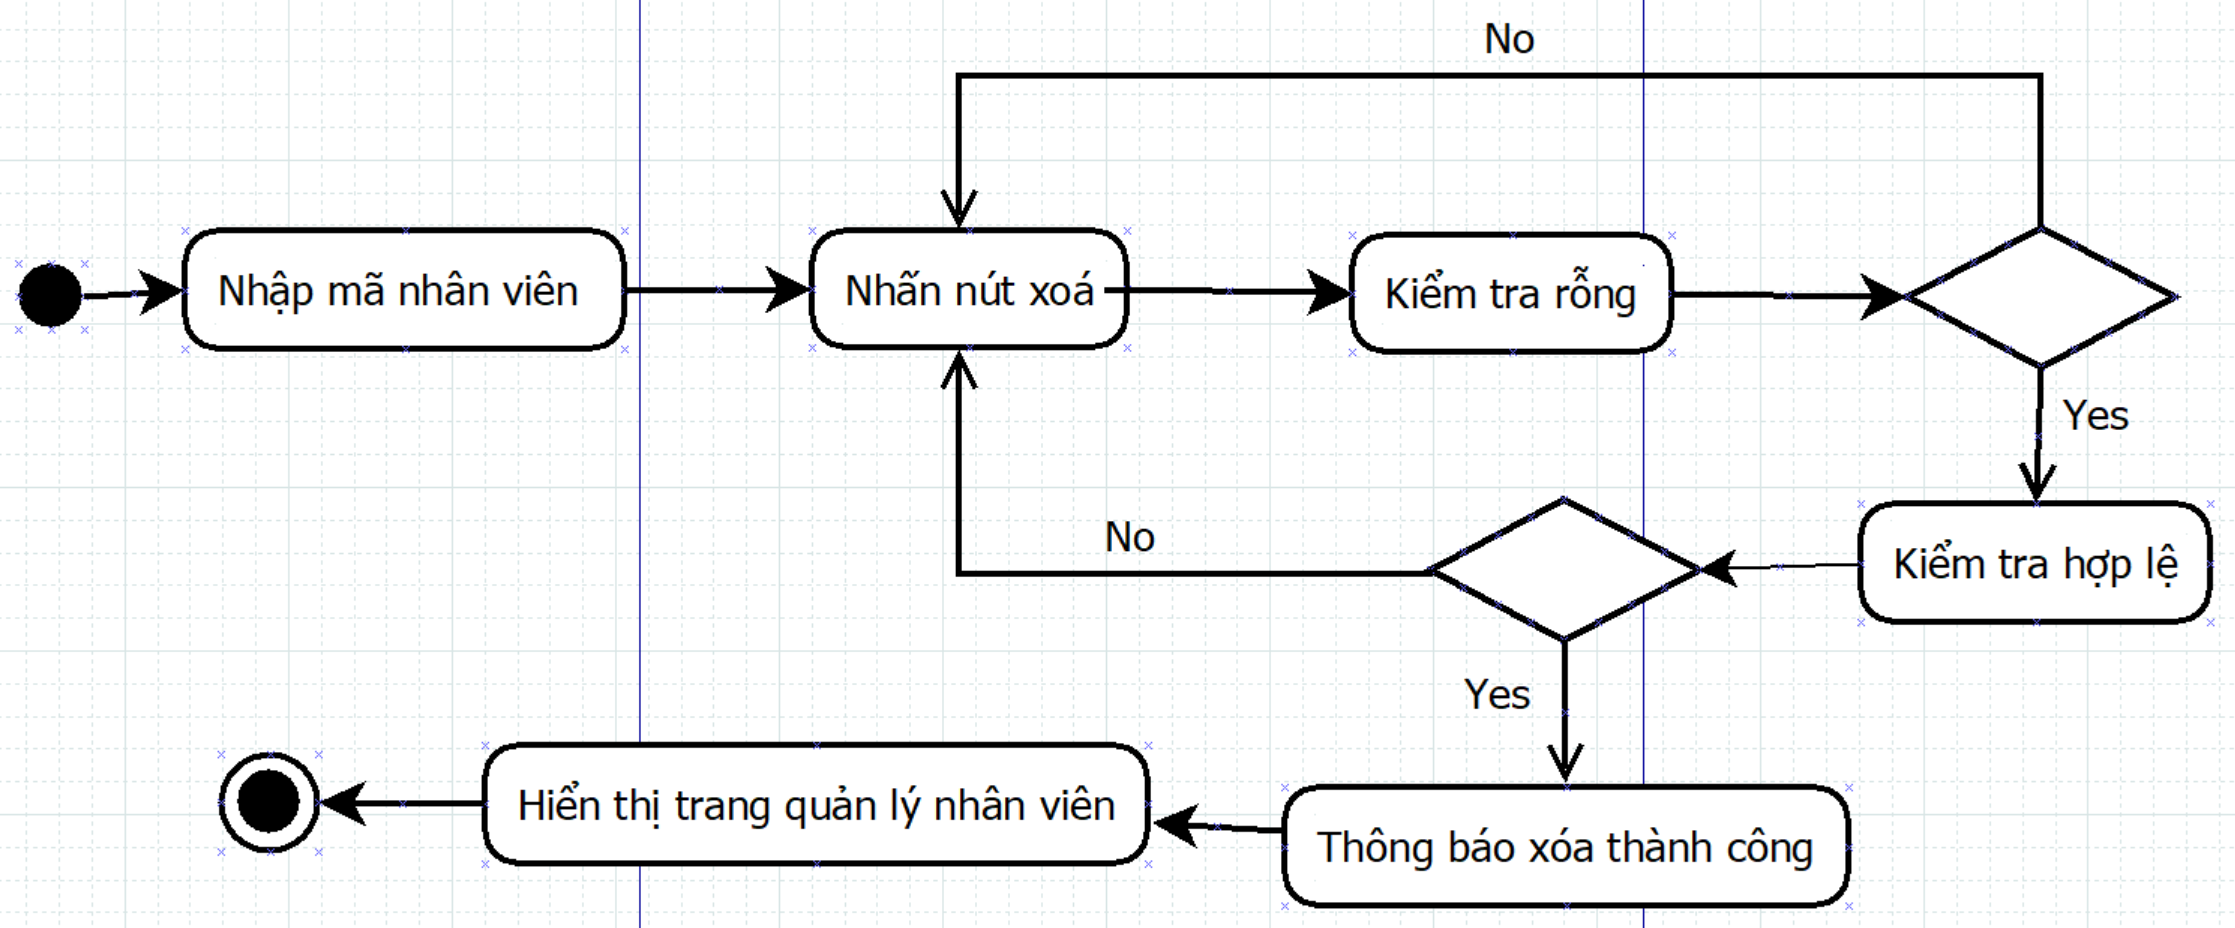 No
Nhập mã nhân viên
Nhấn nút xoá
Kiểm tra rỗng
Yes
Kiểm tra hợp lệ
No
Yes
Thông báo xóa thành công
Hiển thị trang quản lý nhân viên